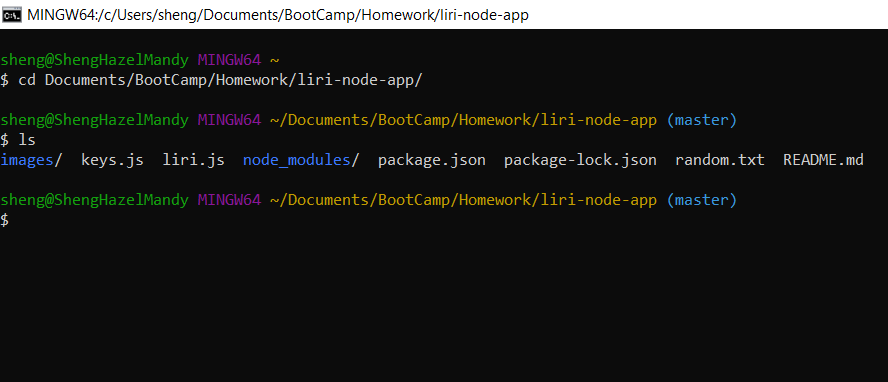 MINGW64:/c/Users/sheng/Documents/BootCamp/Homework/liri-node-app
sheng@ShengHazelMandy MINGW64 ~
$ cd Documents/BootCamp/Homework/liri-node-app/
sheng@ShengHazelMandy MINGW64 ~/Documents/BootCamp/Homework/liri-node-app (master)
$ ls
images/  keys.js  liri.js  node_modules/  package.json  package-lock.json  random.txt  README.md
sheng@ShengHazelMandy MINGW64 ~/Documents/BootCamp/Homework/liri-node-app (master)
$